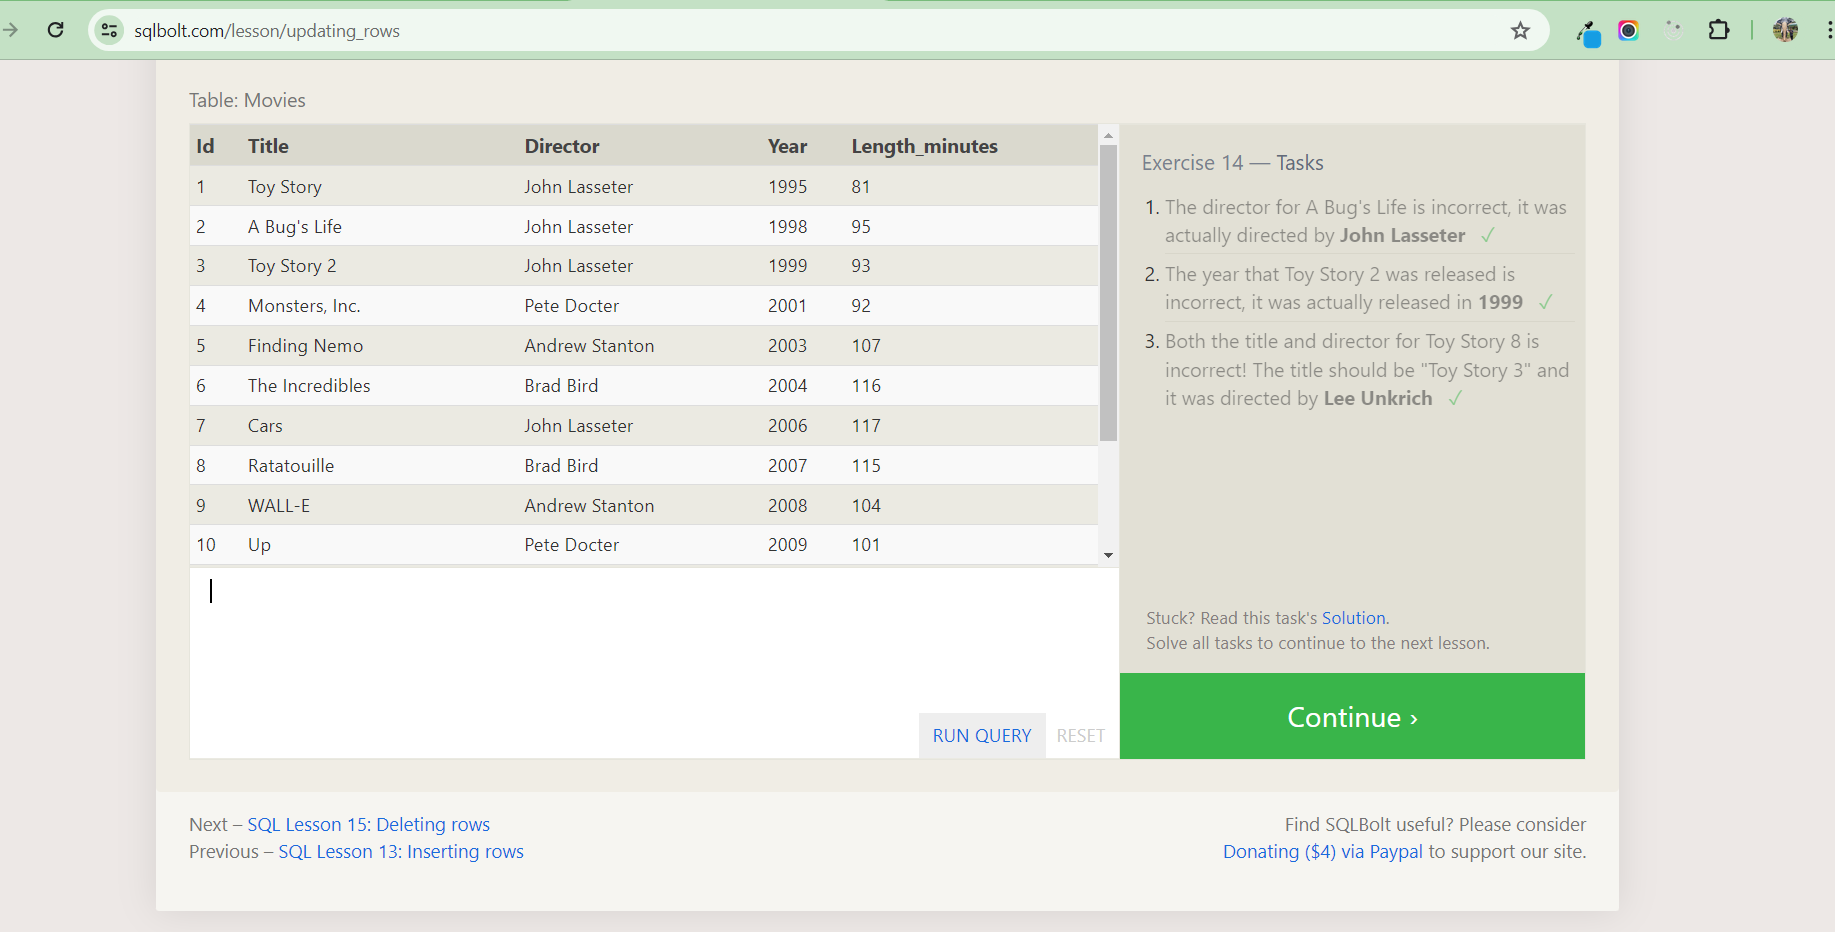 sqlbolt.com/lesson/updating_rows
Table: Movies
Id Title Director Year Length_minutes
1 Toy Story John Lasseter 1995 81
2 A Bug's Life John Lasseter 1998 95
3 Toy Story 2 John Lasseter 1999 93
4 Monsters, Inc. Pete Docter 2001 92
5 Finding Nemo Andrew Stanton 2003 107
6 The Incredibles Brad Bird 2004 116
7 Cars John Lasseter 2006 117
8 Ratatouille Brad Bird 2007 115
9 WALL-E Andrew Stanton 2008 104
10 Up Pete Docter 2009 101
RUN QUERY RESET
Exercise 14 — Tasks
1. The director for A Bug's Life is incorrect, it was
actually directed by John Lasseter ✓
2. The year that Toy Story 2 was released is
incorrect, it was actually released in 1999 ✓
3. Both the title and director for Toy Story 8 is
incorrect! The title should be "Toy Story 3" and
it was directed by Lee Unkrich ✓
Stuck? Read this task's Solution.
Solve all tasks to continue to the next lesson.
Continue ›
Next – SQL Lesson 15: Deleting rows
Previous – SQL Lesson 13: Inserting rows
Find SQLBolt useful? Please consider
Donating ($4) via Paypal to support our site.